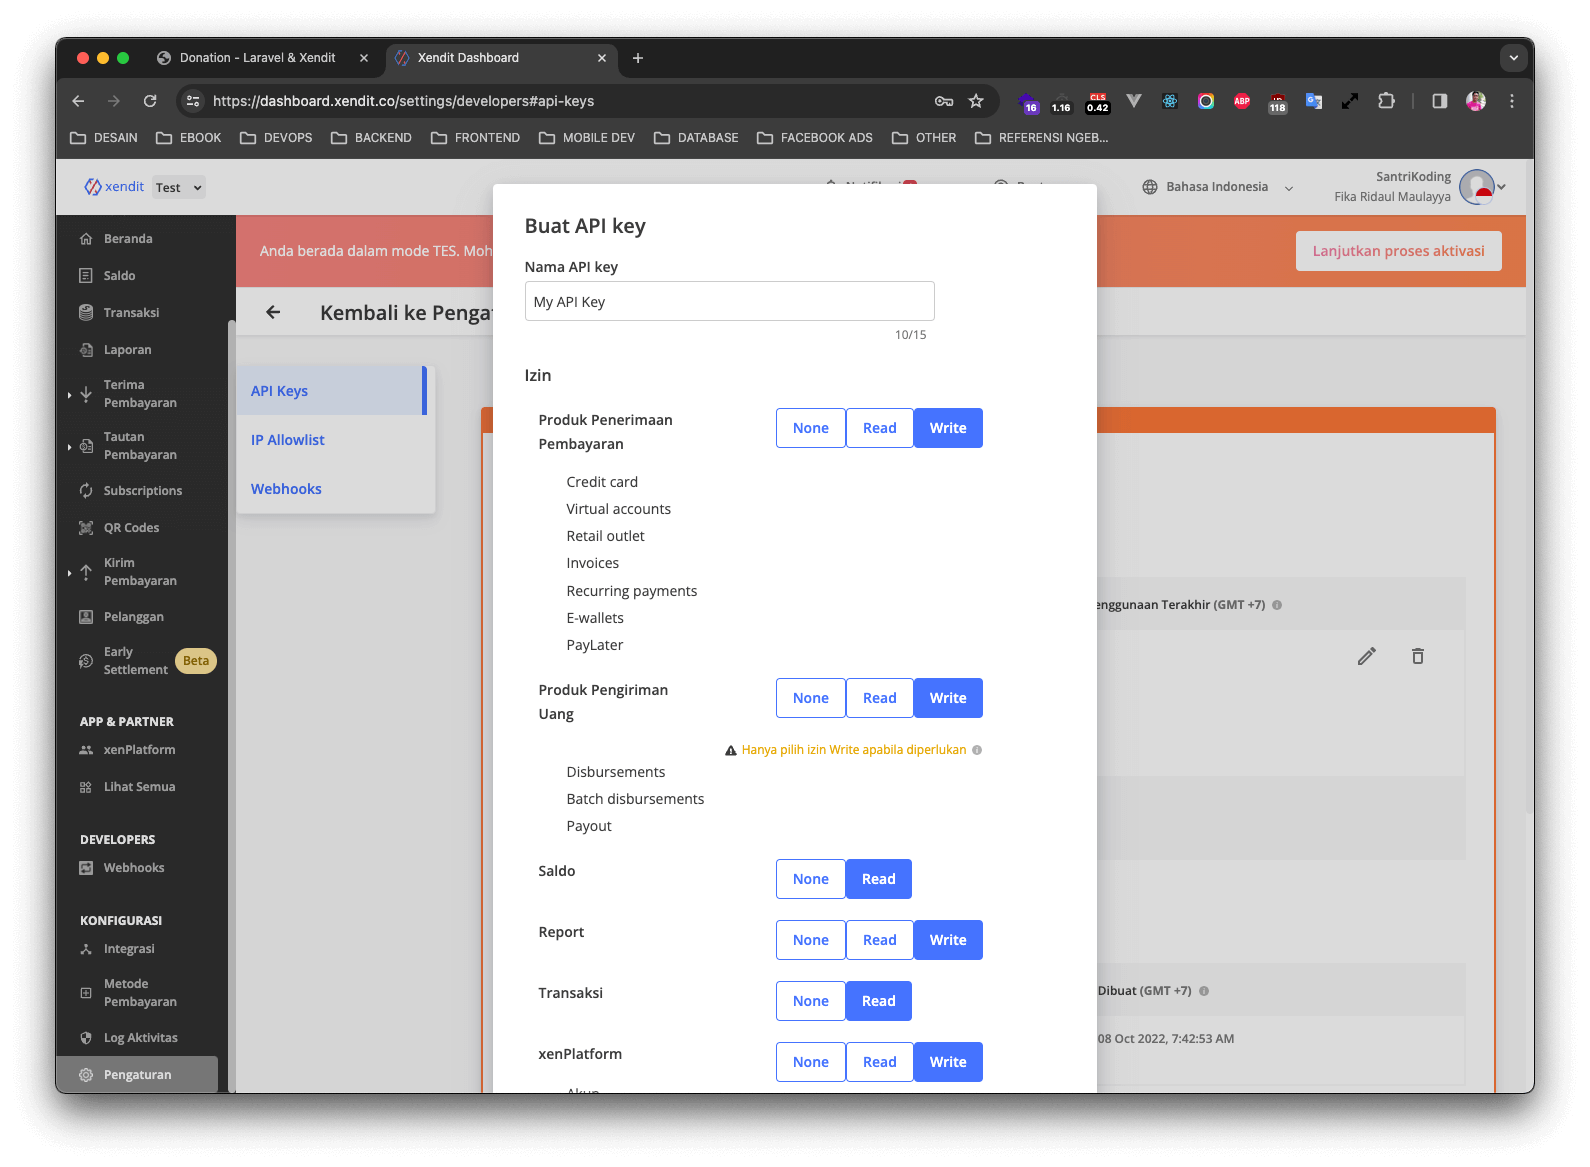 Donation - Laravel & Xendit
Xendit Dashboard
https://dashboard.xendit.co/settings/developers#api-keys
16
1.16
CLS
0.42
ABP
118
DESAIN
EBOOK
DEVOPS
BACKEND
FRONTEND
MOBILE DEV
DATABASE
FACEBOOK ADS
OTHER
REFERENSI NGEB...
xendit
Test
Bahasa Indonesia
SantriKoding
Fika Ridaul Maulayya
Anda berada dalam mode TES. Moh
Lanjutkan proses aktivasi
Kembali ke Penga
Beranda
Saldo
Transaksi
Laporan
Terima
Pembayaran
Tautan
Pembayaran
Subscriptions
QR Codes
Kirim
Pembayaran
Pelanggan
Early
Settlement
Beta
APP & PARTNER
xenPlatform
Lihat Semua
DEVELOPERS
Webhooks
KONFIGURASI
Integrasi
Metode
Pembayaran
Log Aktivitas
Pengaturan
API Keys
IP Allowlist
Webhooks
Buat API key
Nama API key
My API Key
10/15
Izin
Produk Penerimaan
Pembayaran
None Read Write
Credit card
Virtual accounts
Retail outlet
Invoices
Recurring payments
E-wallets
PayLater
Produk Pengiriman
Uang
None Read Write
Hanya pilih izin Write apabila diperlukan
Disbursements
Batch disbursements
Payout
Saldo
None Read
Report
None Read Write
Transaksi
None Read
xenPlatform
None Read Write
Akun
enggunaan Terakhir (GMT +7)
Dibuat (GMT +7)
08 Oct 2022, 7:42:53 AM